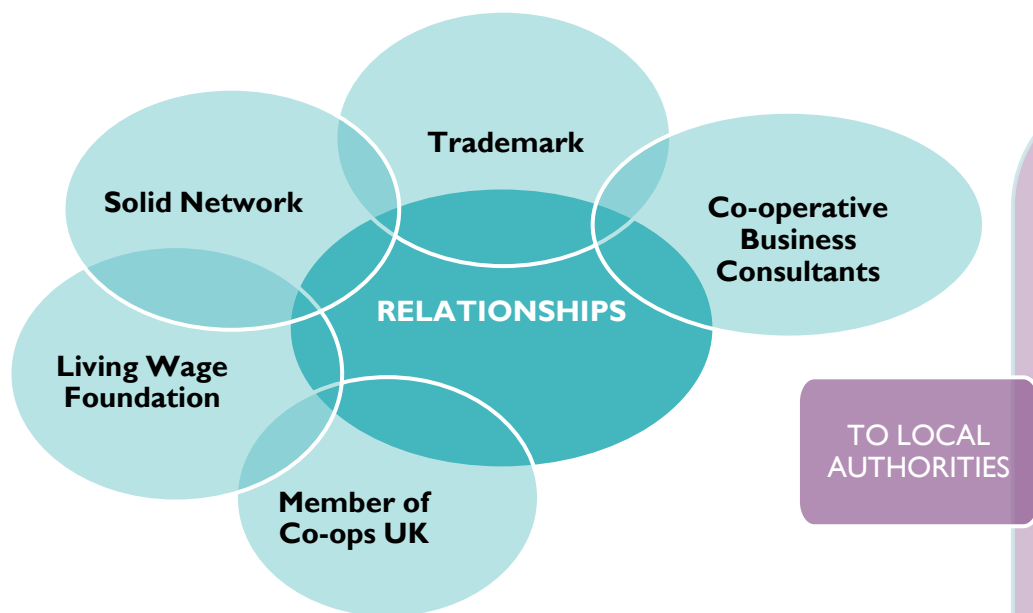 Trademark
Solid Network
Co-operative
Business
Consultants
RELATIONSHIPS
Living Wage
Foundation
TO LOCAL
AUTHORITIES
Member of
Co-ops UK